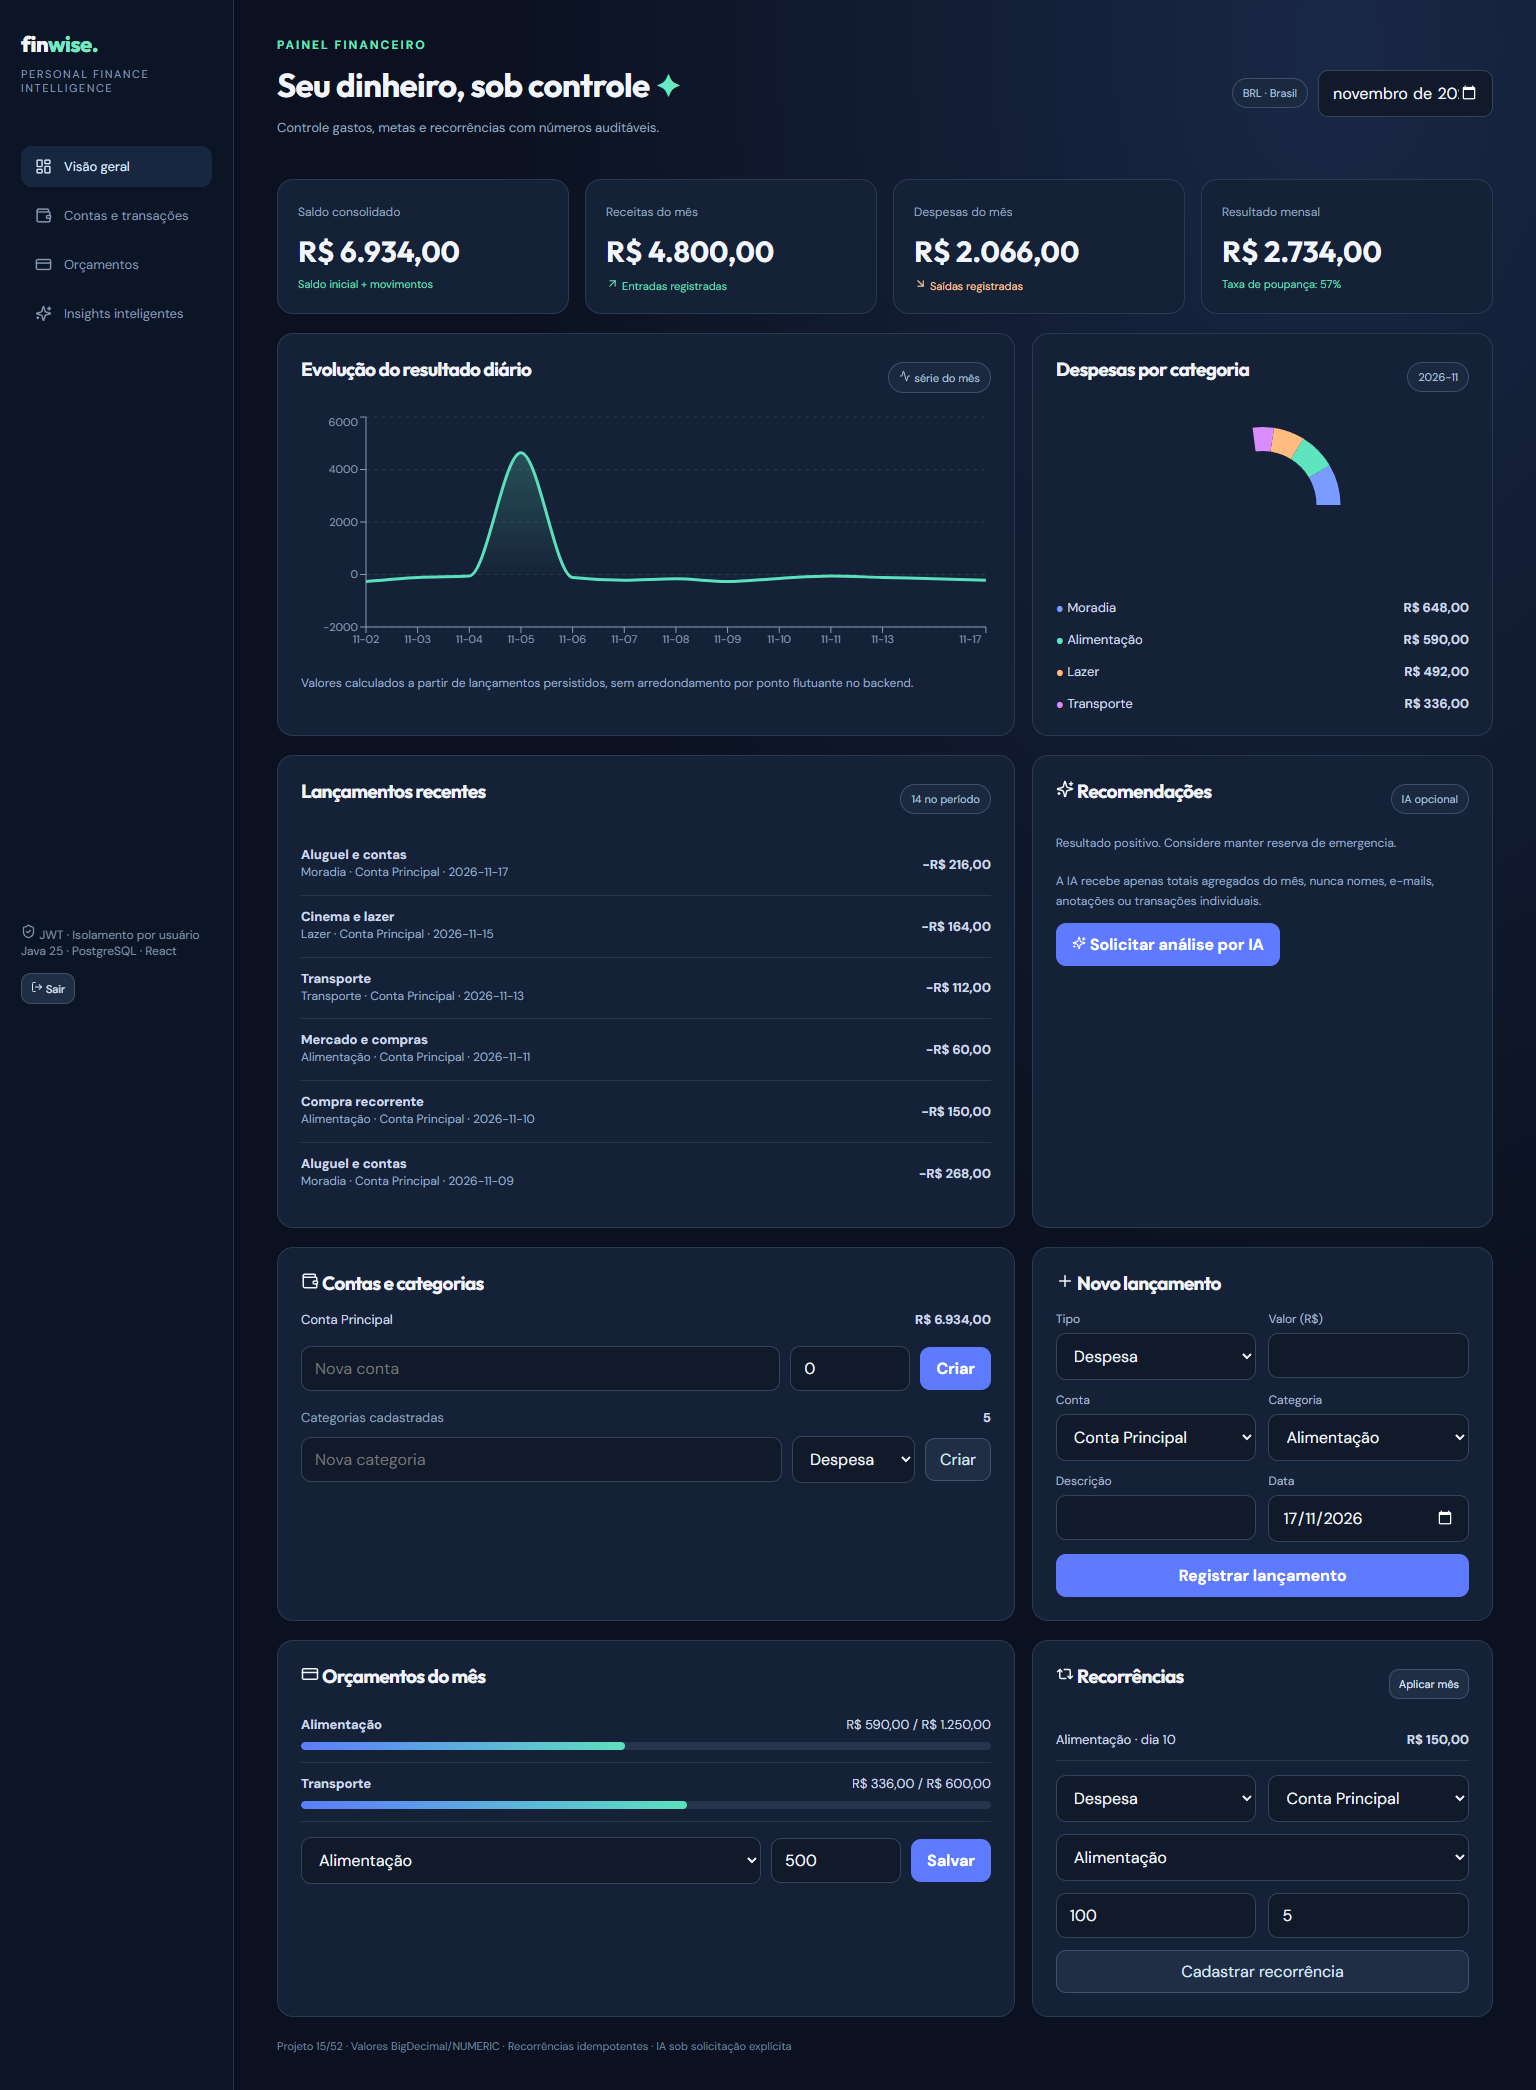 finwise.
PERSONAL FINANCE
INTELLIGENCE
Visão geral
Contas e transações
Orçamentos
Insights inteligentes
JWT · Isolamento por usuário
Java 25 · PostgreSQL · React
Sair
PAINEL FINANCEIRO
Seu dinheiro, sob controle ✦
Controle gastos, metas e recorrências com números auditáveis.
BRL · Brasil
novembro de 20
Saldo consolidado
R$ 6.934,00
Saldo inicial + movimentos
Receitas do mês
R$ 4.800,00
Entradas registradas
Despesas do mês
R$ 2.066,00
Saídas registradas
Resultado mensal
R$ 2.734,00
Taxa de poupança: 57%
Evolução do resultado diário
série do mês
6000
4000
2000
0
-2000
11-02 11-03 11-04 11-05 11-06 11-07 11-08 11-09 11-10 11-11 11-13 11-17
Valores calculados a partir de lançamentos persistidos, sem arredondamento por ponto flutuante no backend.
Despesas por categoria
2026-11
Moradia R$ 648,00
Alimentação R$ 590,00
Lazer R$ 492,00
Transporte R$ 336,00
Lançamentos recentes
14 no período
Aluguel e contas
Moradia · Conta Principal · 2026-11-17
-R$ 216,00
Cinema e lazer
Lazer · Conta Principal · 2026-11-15
-R$ 164,00
Transporte
Transporte · Conta Principal · 2026-11-13
-R$ 112,00
Mercado e compras
Alimentação · Conta Principal · 2026-11-11
-R$ 60,00
Compra recorrente
Alimentação · Conta Principal · 2026-11-10
-R$ 150,00
Aluguel e contas
Moradia · Conta Principal · 2026-11-09
-R$ 268,00
Recomendações
IA opcional
Resultado positivo. Considere manter reserva de emergencia.
A IA recebe apenas totais agregados do mês, nunca nomes, e-mails,
anotações ou transações individuais.
Solicitar análise por IA
Contas e categorias
Conta Principal R$ 6.934,00
Nova conta 0 Criar
Categorias cadastradas 5
Nova categoria Despesa Criar
Novo lançamento
Tipo Valor (R$)
Despesa
Conta Categoria
Conta Principal Alimentação
Descrição Data
17/11/2026
Registrar lançamento
Orçamentos do mês
Alimentação R$ 590,00 / R$ 1.250,00
Transporte R$ 336,00 / R$ 600,00
Alimentação 500 Salvar
Recorrências
Aplicar mês
Alimentação · dia 10 R$ 150,00
Despesa Conta Principal
Alimentação
100 5
Cadastrar recorrência
Projeto 15/52 · Valores BigDecimal/NUMERIC · Recorrências idempotentes · IA sob solicitação explícita